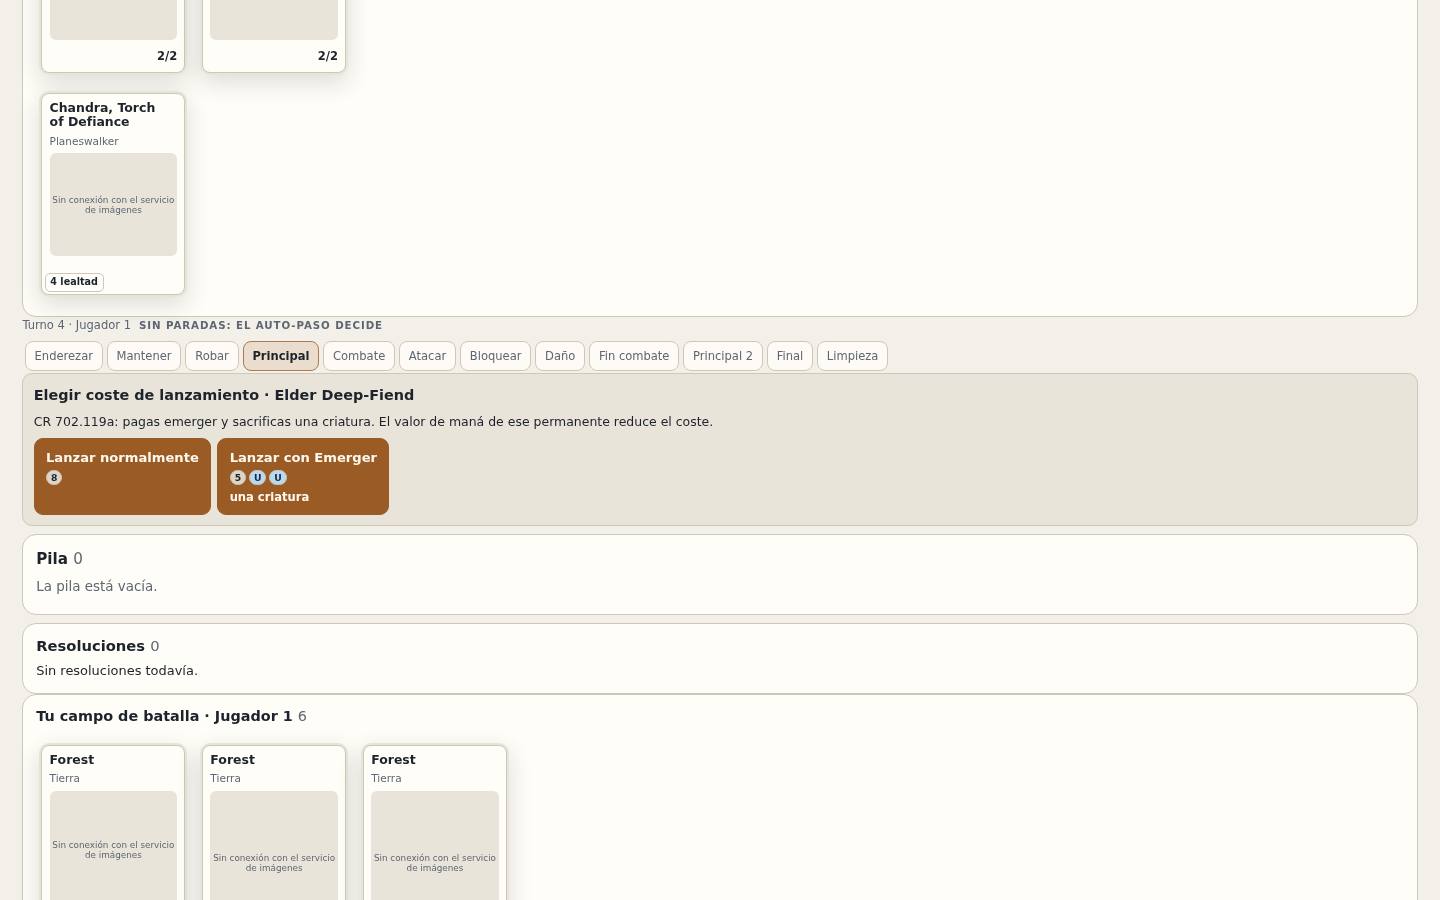 2/2
2/2
Chandra, Torch
of Defiance
Planeswalker
Sin conexión con el servicio
de imágenes
4 lealtad
Turno 4 · Jugador 1 SIN PARADAS: EL AUTO-PASO DECIDE
Enderezar Mantener Robar Principal Combate Atacar Bloquear Daño Fin combate Principal 2 Final Limpieza
Elegir coste de lanzamiento · Elder Deep-Fiend
CR 702.119a: pagas emerger y sacrificas una criatura. El valor de maná de ese permanente reduce el coste.
Lanzar normalmente
8
Lanzar con Emerger
5 U U
una criatura
Pila 0
La pila está vacía.
Resoluciones 0
Sin resoluciones todavía.
Tu campo de batalla · Jugador 1 6
Forest
Tierra
Sin conexión con el servicio
de imágenes
Forest
Tierra
Sin conexión con el servicio
de imágenes
Forest
Tierra
Sin conexión con el servicio
de imágenes